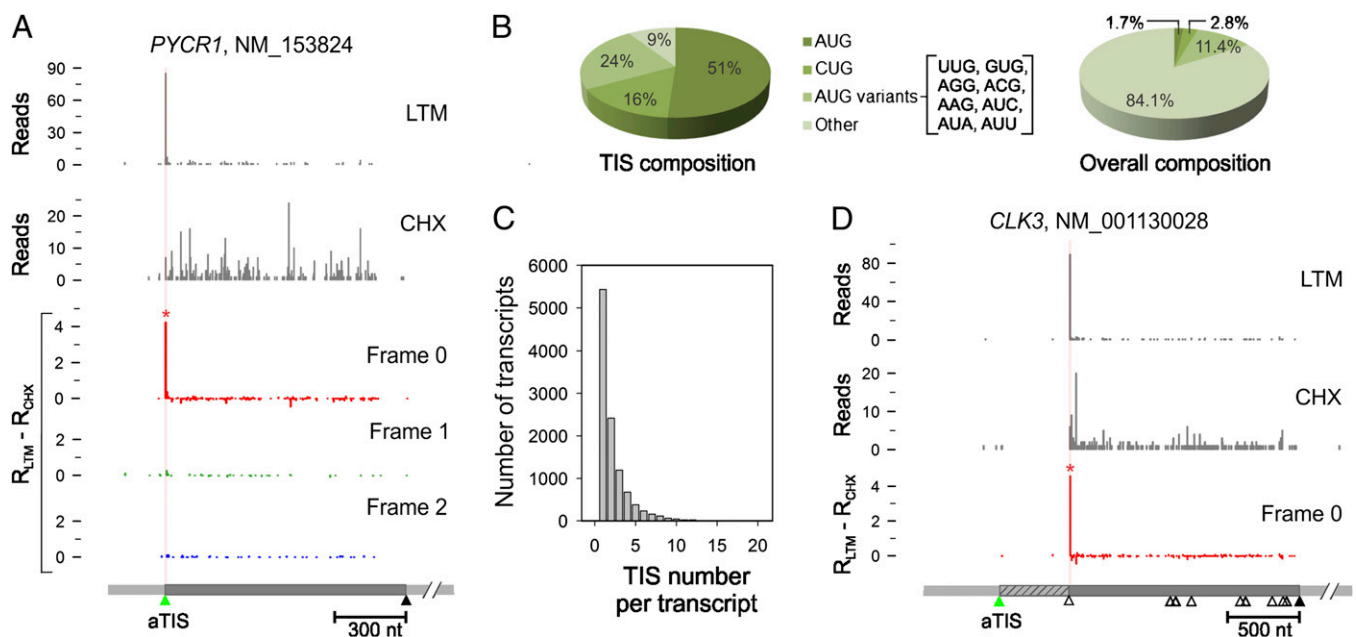 A
PYCR1, NM_153824
90
60
30
0
Reads
LTM
20
10
0
Reads
CHX
*
4
2
0
Frame 0
2
0
Frame 1
2
0
Frame 2
R_LTM - R_CHX
aTIS
300 nt
B
9%
24%
16%
51%
TIS composition
AUG
CUG
AUG variants
Other
UUG, GUG,
AGG, ACG,
AAG, AUC,
AUA, AUU
1.7%
2.8%
11.4%
84.1%
Overall composition
C
Number of transcripts
6000
5000
4000
3000
2000
1000
0
0 5 10 15 20
TIS number
per transcript
D
CLK3, NM_001130028
80
40
0
Reads
LTM
20
10
0
Reads
CHX
*
4
2
0
R_LTM - R_CHX
Frame 0
aTIS
500 nt